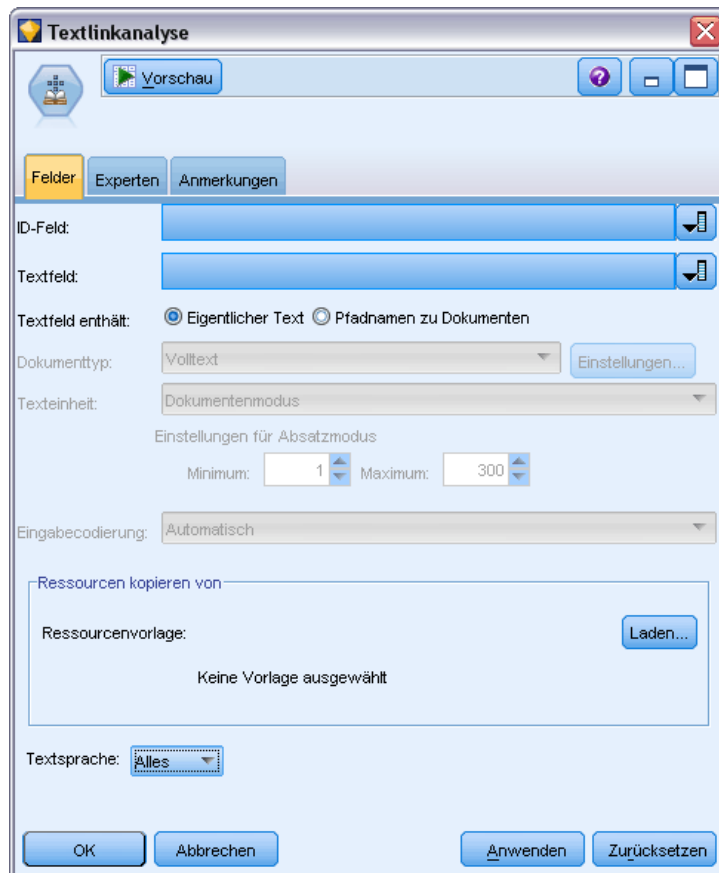 Textlinkanalyse
Vorschau
Felder Experten Anmerkungen
ID-Feld:
Textfeld:
Textfeld enthält: Eigentlicher Text Pfadnamen zu Dokumenten
Dokumenttyp: Volltext Einstellungen...
Texteinheit: Dokumentenmodus
Einstellungen für Absatzmodus
Minimum: 1 Maximum: 300
Eingabecodierung: Automatisch
Ressourcen kopieren von
Ressourcenvorlage: Laden...
Keine Vorlage ausgewählt
Textsprache: Alles
OK Abbrechen Anwenden Zurücksetzen